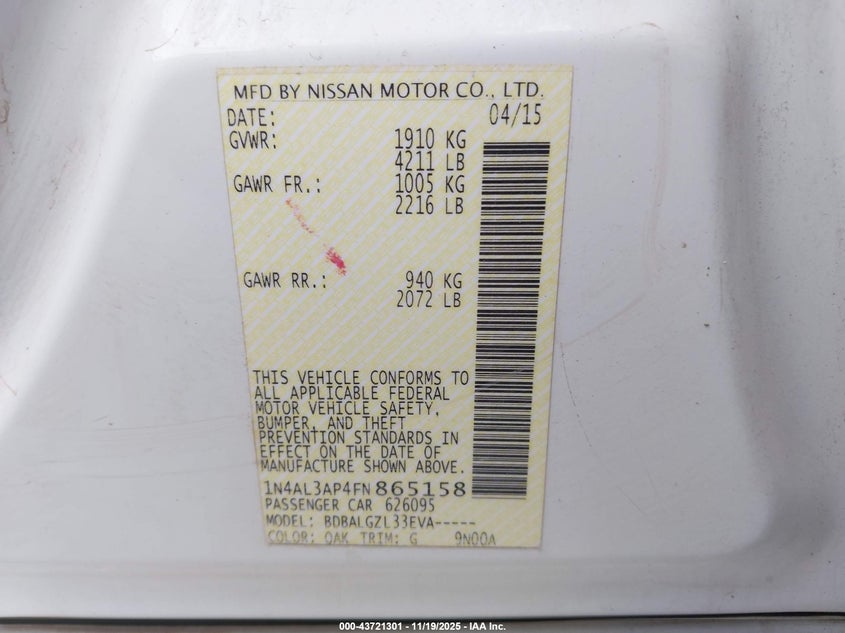 MFD BY NISSAN MOTOR CO., LTD.
DATE: 04/15
GVWR: 1910 KG
4211 LB
GAWR FR.: 1005 KG
2216 LB
GAWR RR.: 940 KG
2072 LB
THIS VEHICLE CONFORMS TO
ALL APPLICABLE FEDERAL
MOTOR VEHICLE SAFETY,
BUMPER, AND THEFT
PREVENTION STANDARDS IN
EFFECT ON THE DATE OF
MANUFACTURE SHOWN ABOVE.
1N4AL3AP4FN865158
PASSENGER CAR 626095
MODEL: BDBALGZL33EVA-----
COLOR: QAK TRIM: G 9N00A
000-43721301 - 11/19/2025 - IAA Inc.